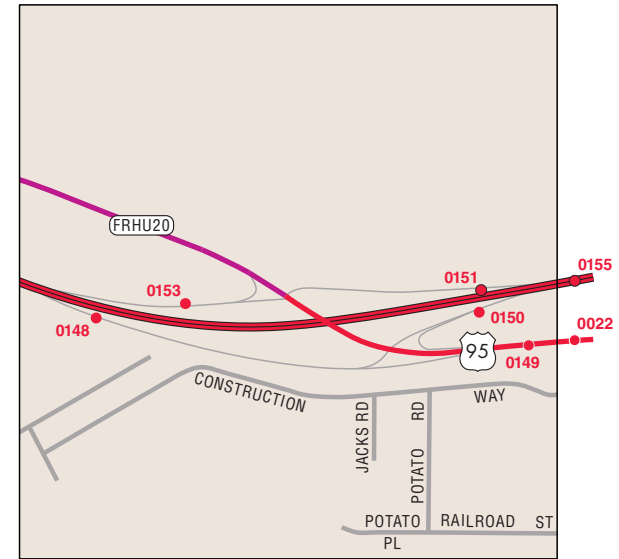 FRHU20
0153
0148
0151
0155
0150
0022
95
0149
CONSTRUCTION WAY
JACKS RD
POTATO RD
POTATO PL
RAILROAD ST